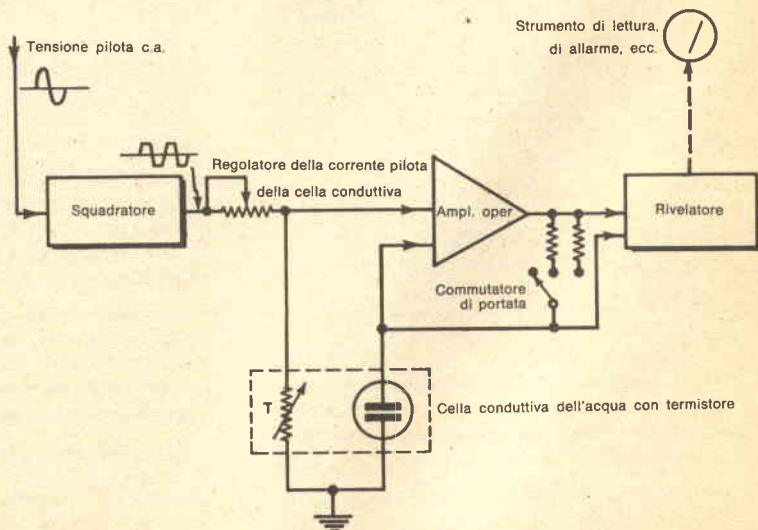 Tensione pilota c.a.
Strumento di lettura,
di allarme, ecc.
Squadratore
Regolatore della corrente pilota
della cella conduttiva
Ampl. oper
Rivelatore
Commutatore
di portata
T
Cella conduttiva dell'acqua con termistore